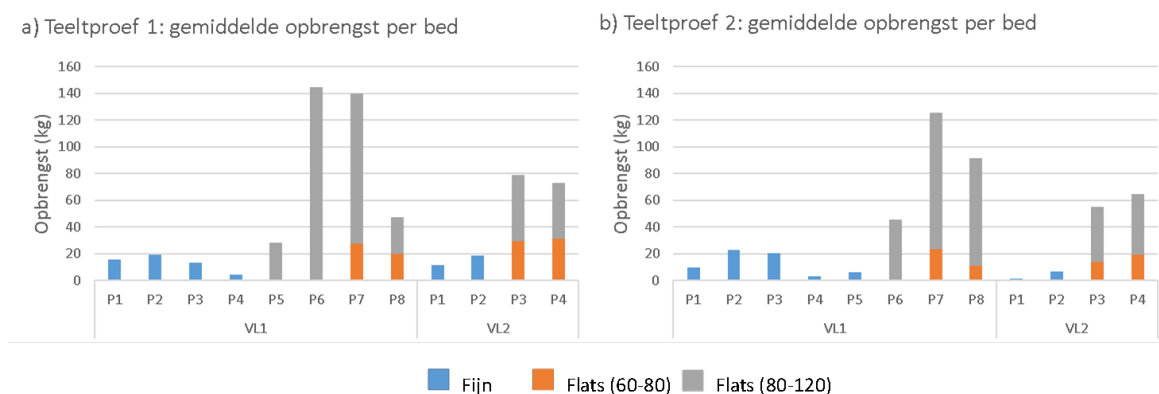 a) Teeltproef 1: gemiddelde opbrengst per bed
Opbrengst (kg)
160
140
120
100
80
60
40
20
0
P1 P2 P3 P4 P5 P6 P7 P8 P1 P2 P3 P4
VL1 VL2
b) Teeltproef 2: gemiddelde opbrengst per bed
Opbrengst (kg)
160
140
120
100
80
60
40
20
0
P1 P2 P3 P4 P5 P6 P7 P8 P1 P2 P3 P4
VL1 VL2
Fijn Flats (60-80) Flats (80-120)